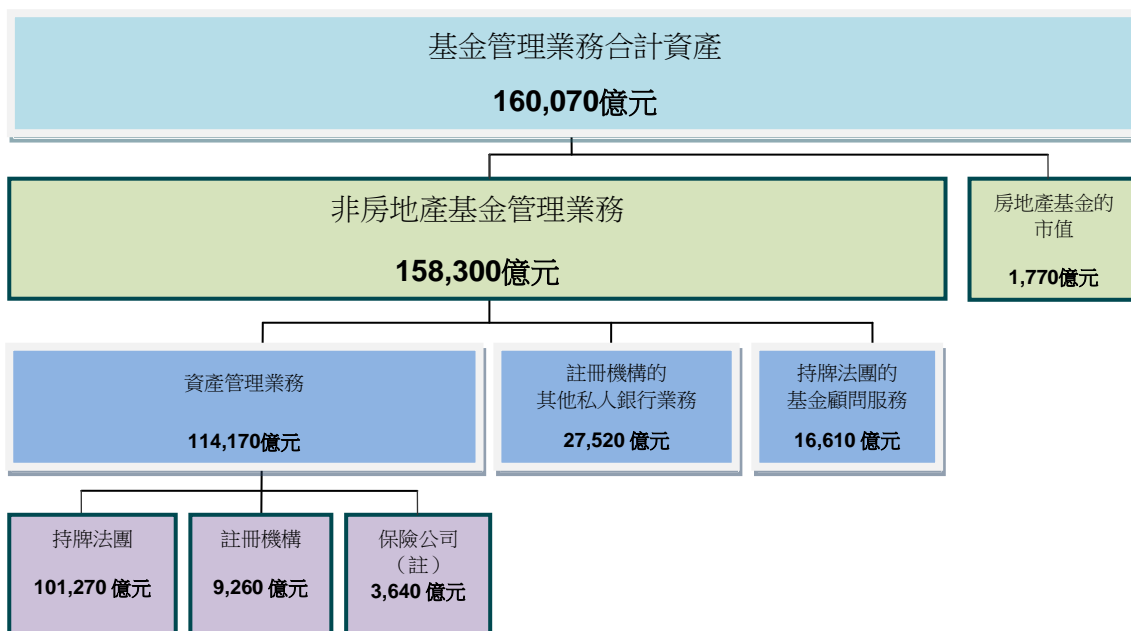 基金管理業務合計資產
160,070億元
非房地產基金管理業務
158,300億元
房地產基金的
市值
1,770億元
資產管理業務
114,170億元
註冊機構的
其他私人銀行業務
27,520 億元
持牌法團的
基金顧問服務
16,610 億元
持牌法團
101,270 億元
註冊機構
9,260 億元
保險公司
（註）
3,640 億元